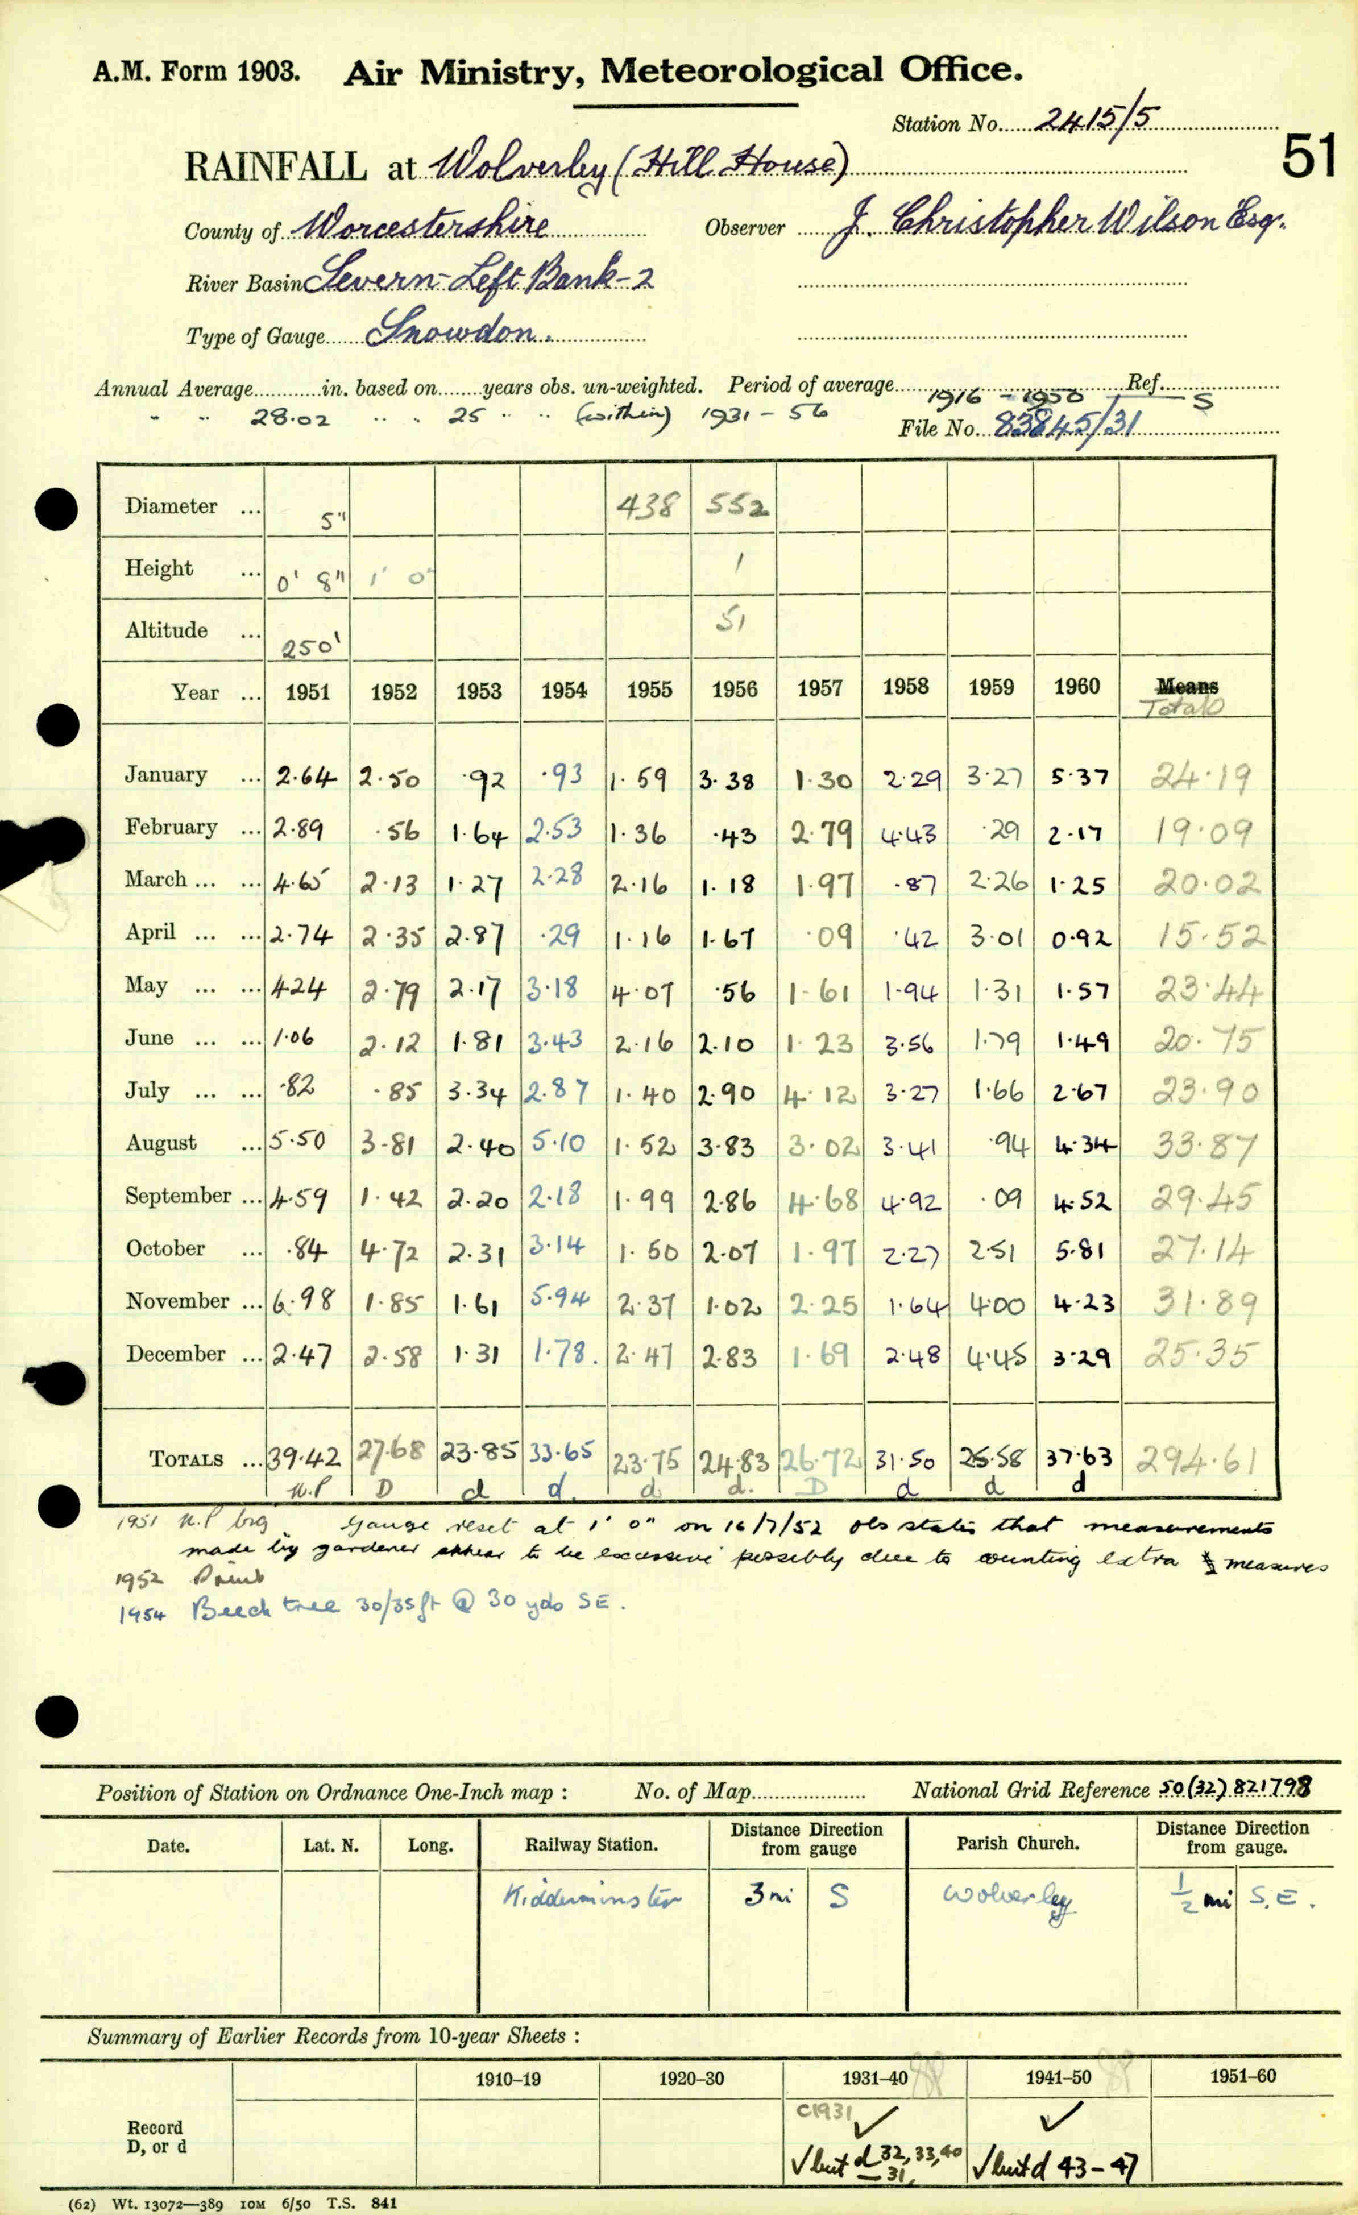 A.M. Form 1903. Air Ministry, Meteorological Office.
Station No. 2415/5
51
RAINFALL at Wolverley (Hill House)
County of Worcestershire Observer J. Christopher Wilson Esq.
River Basin Severn - Left Bank - 2
Type of Gauge Snowdon.
Annual Average in. based on years obs. un-weighted. Period of average 1916 - 1950 Ref. S
" " 28.02 " " 25 " " (within) 1931 - 56
File No. 83845/31
Diameter ... 5" 438 552
Height ... 0' 8" 1' 0" 1
Altitude ... 250' 51
Year ... 1951 1952 1953 1954 1955 1956 1957 1958 1959 1960 Means
Totals
January ... 2.64 2.50 .92 .93 1.59 3.38 1.30 2.29 3.27 5.37 24.19
February ... 2.89 .56 1.64 2.53 1.36 .43 2.79 4.43 .29 2.17 19.09
March ... ... 4.65 2.13 1.27 2.28 2.16 1.18 1.97 .87 2.26 1.25 20.02
April ... ... 2.74 2.35 2.87 .29 1.16 1.67 .09 .42 3.01 0.92 15.52
May ... ... 4.24 2.79 2.17 3.18 4.07 .56 1.61 1.94 1.31 1.57 23.44
June ... ... 1.06 2.12 1.81 3.43 2.16 2.10 1.23 3.56 1.79 1.49 20.75
July ... ... .82 .85 3.34 2.87 1.40 2.90 4.12 3.27 1.66 2.67 23.90
August ... 5.50 3.81 2.40 5.10 1.52 3.83 3.02 3.41 .94 4.34 33.87
September ... 4.59 1.42 2.20 2.18 1.99 2.86 4.68 4.92 .09 4.52 29.45
October ... .84 4.72 2.31 3.14 1.50 2.07 1.97 2.27 2.51 5.81 27.14
November ... 6.98 1.85 1.61 5.94 2.37 1.02 2.25 1.64 4.00 4.23 31.89
December ... 2.47 2.58 1.31 1.78. 2.47 2.83 1.69 2.48 4.45 3.29 25.35
TOTALS ... 39.42 27.68 23.85 33.65 23.75 24.83 26.72 31.50 25.58 37.63 294.61
N.P D d d. d d. D d d d
1951 N.P brg Gauge reset at 1' 0" on 16/7/52 obs states that measurements
made by gardener appear to be excessive possibly due to counting extra measures
1952
1954 Beech tree 30/35ft @ 30 yds SE.
Position of Station on Ordnance One-Inch map : No. of Map National Grid Reference 50(32) 821798
Date. Lat. N. Long. Railway Station. Distance Direction from gauge Parish Church. Distance Direction from gauge.
Kidderminster 3 mi S Wolverley 1/2 mi S.E.
Summary of Earlier Records from 10-year Sheets :
1910–19 1920–30 1931–40 1941–50 1951–60
Record D, or d
C1931 ✓ ✓
√ but d 32, 33, 40 √ but d 43 - 47
— 31.
(62) Wt. 13072—389 10M 6/50 T.S. 841